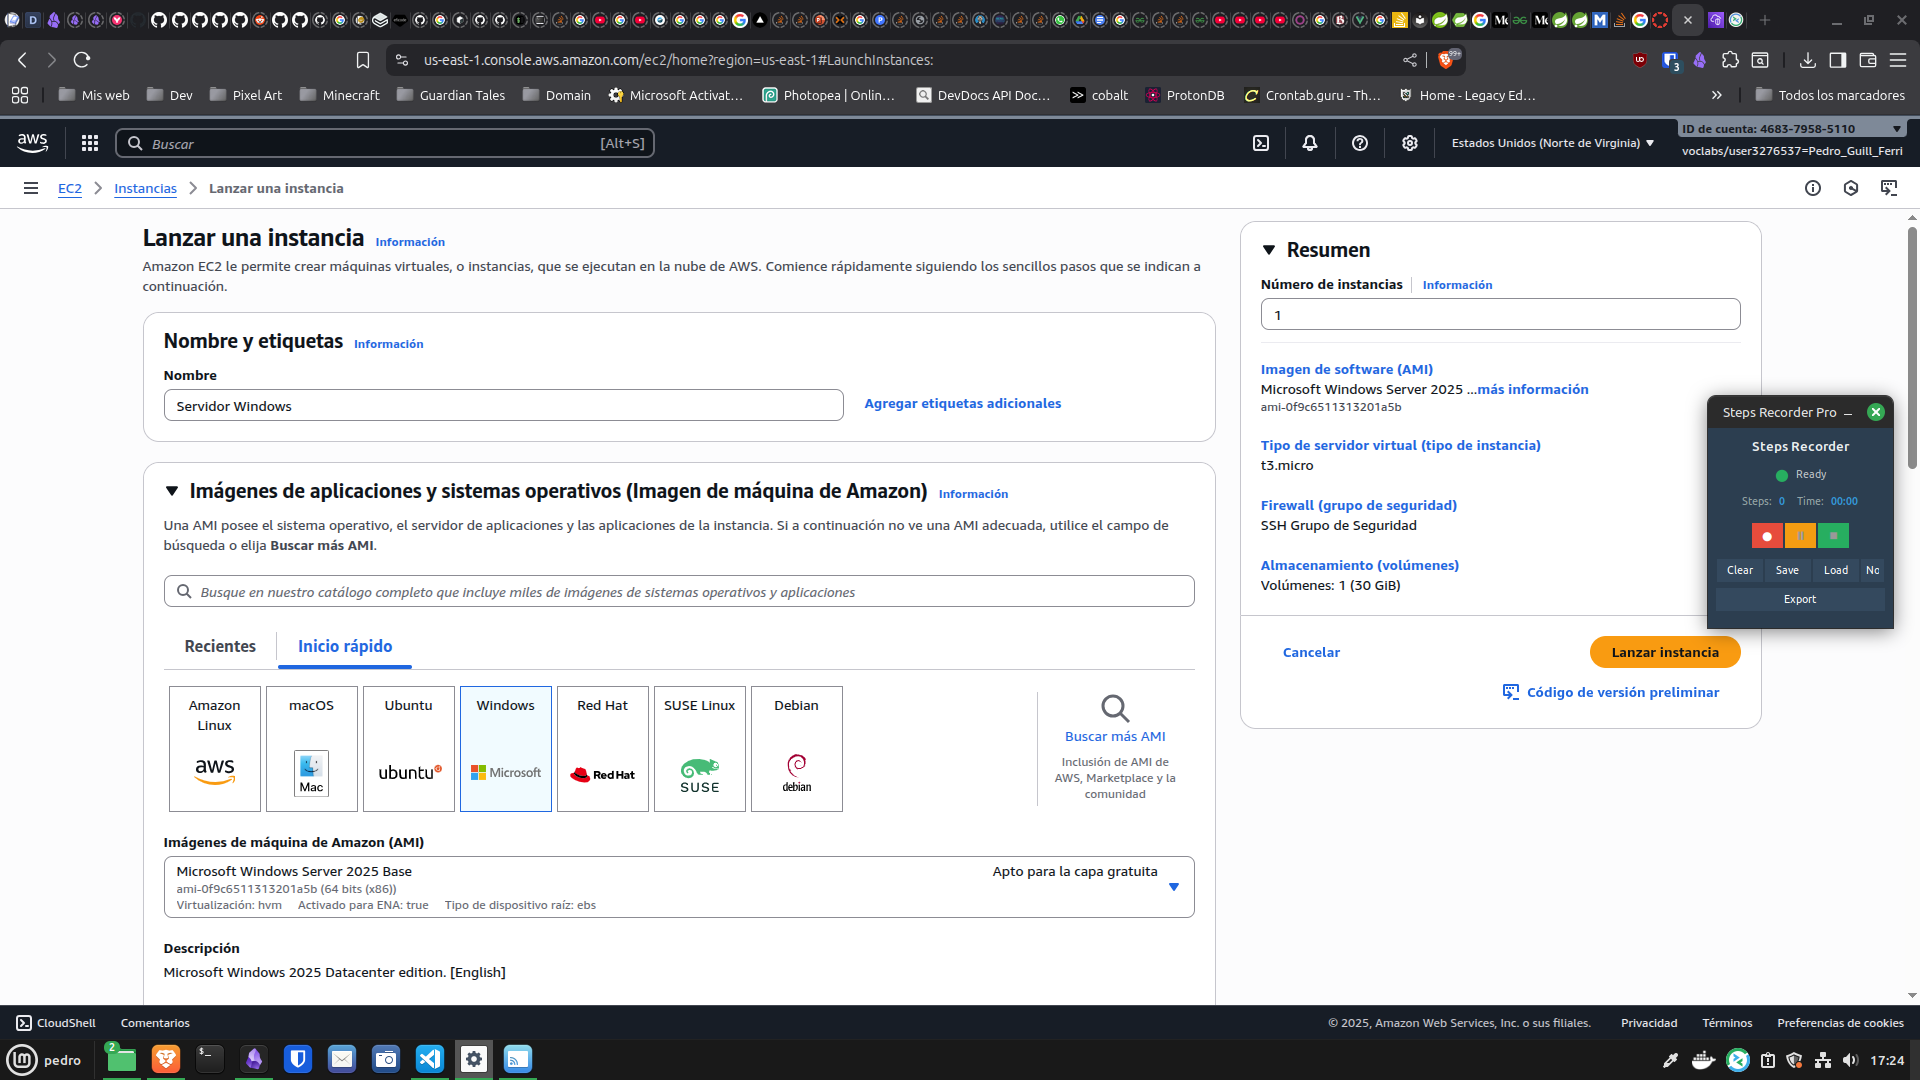 us-east-1.console.aws.amazon.com/ec2/home?region=us-east-1#LaunchInstances:
99+
3
Mis web
Dev
Pixel Art
Minecraft
Guardian Tales
Domain
Microsoft Activat...
Photopea | Onlin...
DevDocs API Doc...
cobalt
ProtonDB
Crontab.guru - Th...
Home - Legacy Ed...
Todos los marcadores
aws
Buscar
[Alt+S]
Estados Unidos (Norte de Virginia)
ID de cuenta: 4683-7958-5110
voclabs/user3276537=Pedro_Guill_Ferri
EC2
Instancias
Lanzar una instancia
Lanzar una instancia Información
Amazon EC2 le permite crear máquinas virtuales, o instancias, que se ejecutan en la nube de AWS. Comience rápidamente siguiendo los sencillos pasos que se indican a
continuación.
Nombre y etiquetas Información
Nombre
Servidor Windows
Agregar etiquetas adicionales
Imágenes de aplicaciones y sistemas operativos (Imagen de máquina de Amazon) Información
Una AMI posee el sistema operativo, el servidor de aplicaciones y las aplicaciones de la instancia. Si a continuación no ve una AMI adecuada, utilice el campo de
búsqueda o elija Buscar más AMI.
Busque en nuestro catálogo completo que incluye miles de imágenes de sistemas operativos y aplicaciones
Recientes
Inicio rápido
Amazon
Linux
aws
macOS
Mac
Ubuntu
ubuntu
Windows
Microsoft
Red Hat
Red Hat
SUSE Linux
SUSE
Debian
debian
Buscar más AMI
Inclusión de AMI de
AWS, Marketplace y la
comunidad
Imágenes de máquina de Amazon (AMI)
Microsoft Windows Server 2025 Base
Apto para la capa gratuita
ami-0f9c6511313201a5b (64 bits (x86))
Virtualización: hvm Activado para ENA: true Tipo de dispositivo raíz: ebs
Descripción
Microsoft Windows 2025 Datacenter edition. [English]
Resumen
Número de instancias Información
1
Imagen de software (AMI)
Microsoft Windows Server 2025 ...más información
ami-0f9c6511313201a5b
Tipo de servidor virtual (tipo de instancia)
t3.micro
Firewall (grupo de seguridad)
SSH Grupo de Seguridad
Almacenamiento (volúmenes)
Volúmenes: 1 (30 GiB)
Cancelar
Lanzar instancia
Código de versión preliminar
Steps Recorder Pro
Steps Recorder
Ready
Steps: 0 Time: 00:00
Clear
Save
Load
No
Export
CloudShell
Comentarios
© 2025, Amazon Web Services, Inc. o sus filiales.
Privacidad
Términos
Preferencias de cookies
pedro
2
17:24